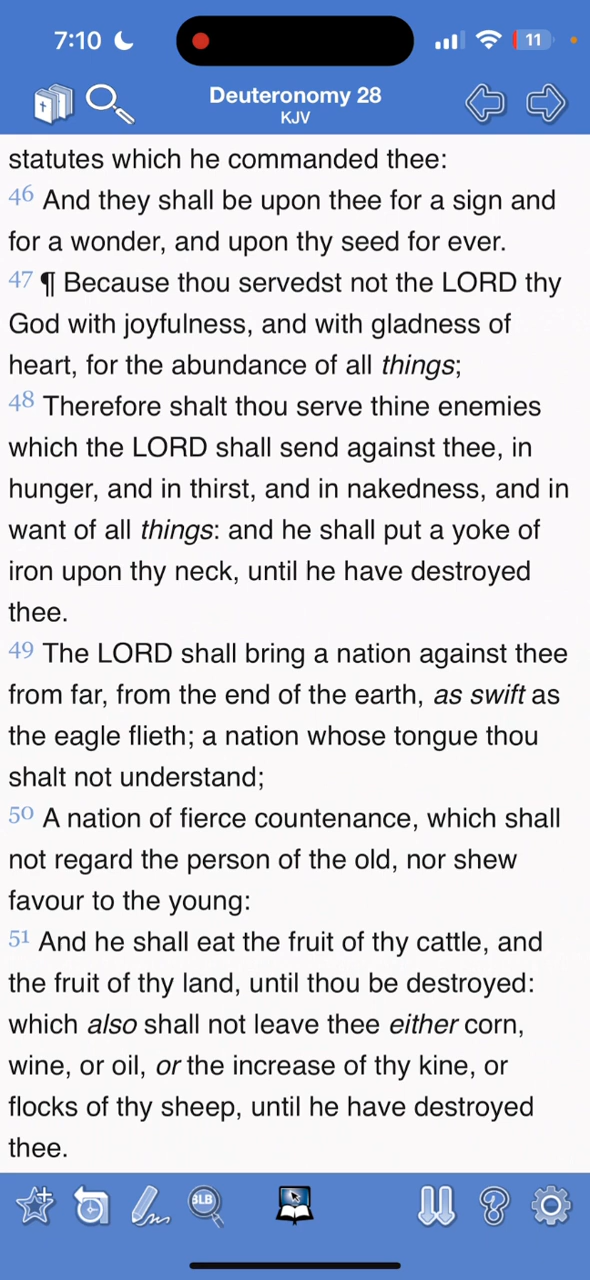 7:10
11
Deuteronomy 28
KJV
statutes which he commanded thee:
46 And they shall be upon thee for a sign and
for a wonder, and upon thy seed for ever.
47 ¶ Because thou servedst not the LORD thy
God with joyfulness, and with gladness of
heart, for the abundance of all things;
48 Therefore shalt thou serve thine enemies
which the LORD shall send against thee, in
hunger, and in thirst, and in nakedness, and in
want of all things: and he shall put a yoke of
iron upon thy neck, until he have destroyed
thee.
49 The LORD shall bring a nation against thee
from far, from the end of the earth, as swift as
the eagle flieth; a nation whose tongue thou
shalt not understand;
50 A nation of fierce countenance, which shall
not regard the person of the old, nor shew
favour to the young:
51 And he shall eat the fruit of thy cattle, and
the fruit of thy land, until thou be destroyed:
which also shall not leave thee either corn,
wine, or oil, or the increase of thy kine, or
flocks of thy sheep, until he have destroyed
thee.
BLB